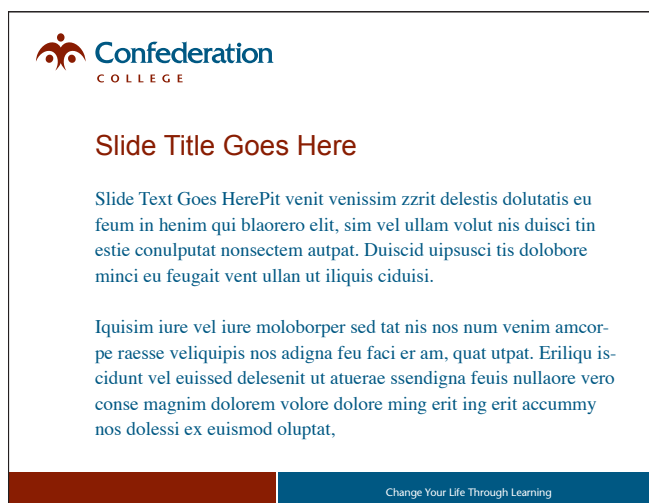 Confederation
COLLEGE
Slide Title Goes Here
Slide Text Goes HerePit venit venissim zzrit delestis dolutatis eu
feum in henim qui blaorero elit, sim vel ullam volut nis duisci tin
estie conulputat nonsectem autpat. Duiscid uipsusci tis dolobore
minci eu feugait vent ullan ut iliquis ciduisi.
Iquisim iure vel iure moloborper sed tat nis nos num venim amcor-
pe raesse veliquipis nos adigna feu faci er am, quat utpat. Eriliqu is-
cidunt vel euissed delesenit ut atuerae ssendigna feuis nullaore vero
conse magnim dolorem volore dolore ming erit ing erit accummy
nos dolessi ex euismod oluptat,
Change Your Life Through Learning